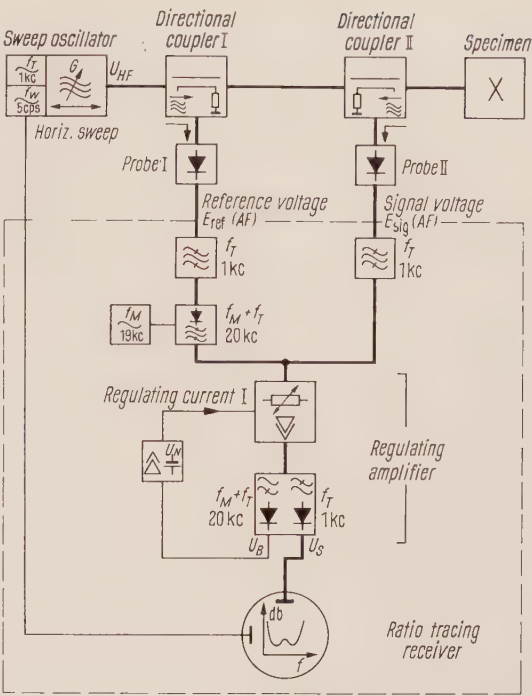 Directional
coupler I
Directional
coupler II
Sweep oscillator
Specimen
f_T
1kc
f_W
5cps
G
U_HF
X
Horiz. sweep
Probe I
Probe II
Reference voltage
E_ref (AF)
Signal voltage
E_sig (AF)
f_T
1kc
f_T
1kc
f_M
19kc
f_M + f_T
20kc
Regulating current I
U_N
Regulating
amplifier
f_M + f_T
20kc
f_T
1kc
U_B
U_S
db
f
Ratio tracing
receiver